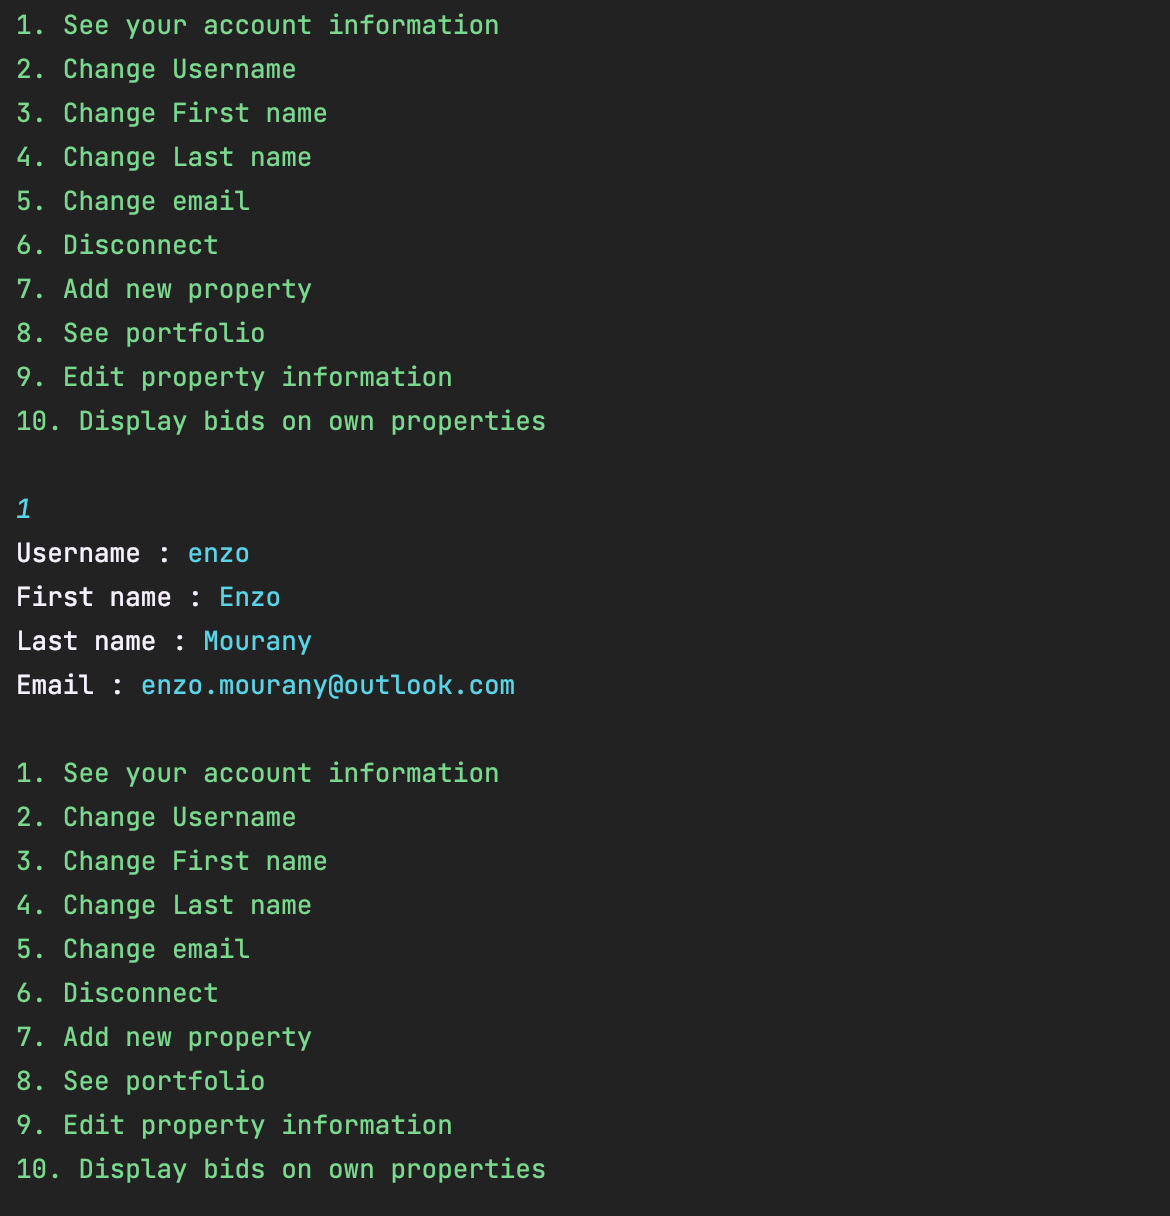 1. See your account information
2. Change Username
3. Change First name
4. Change Last name
5. Change email
6. Disconnect
7. Add new property
8. See portfolio
9. Edit property information
10. Display bids on own properties
1
Username : enzo
First name : Enzo
Last name : Mourany
Email : enzo.mourany@outlook.com
1. See your account information
2. Change Username
3. Change First name
4. Change Last name
5. Change email
6. Disconnect
7. Add new property
8. See portfolio
9. Edit property information
10. Display bids on own properties